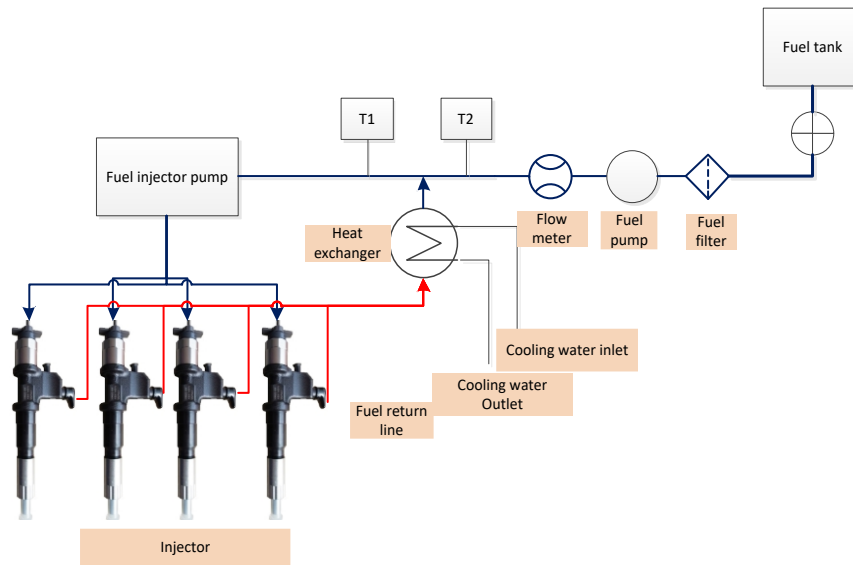 Fuel tank
T1
T2
Fuel injector pump
Heat
exchanger
Flow
meter
Fuel
pump
Fuel
filter
Cooling water inlet
Cooling water
Outlet
Fuel return
line
Injector